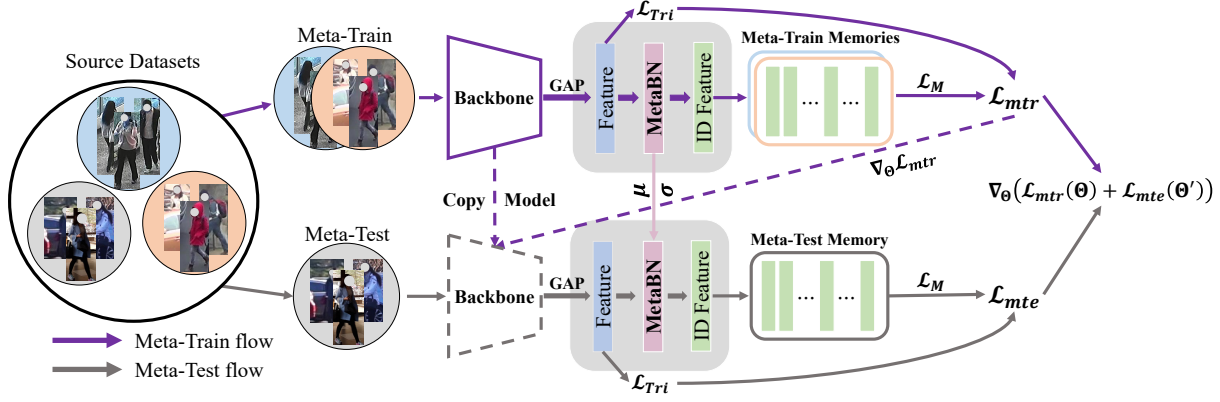 Source Datasets
Meta-Train
Meta-Test
Meta-Train flow
Meta-Test flow
Backbone
GAP
Feature
MetaBN
ID Feature
ℒ_Tri
Meta-Train Memories
... ...
ℒ_M
ℒ_mtr
Copy Model
μ σ
∇_Θ ℒ_mtr
∇_Θ(ℒ_mtr(Θ) + ℒ_mte(Θ′))
Backbone
GAP
Feature
MetaBN
ID Feature
ℒ_Tri
Meta-Test Memory
... ...
ℒ_M
ℒ_mte